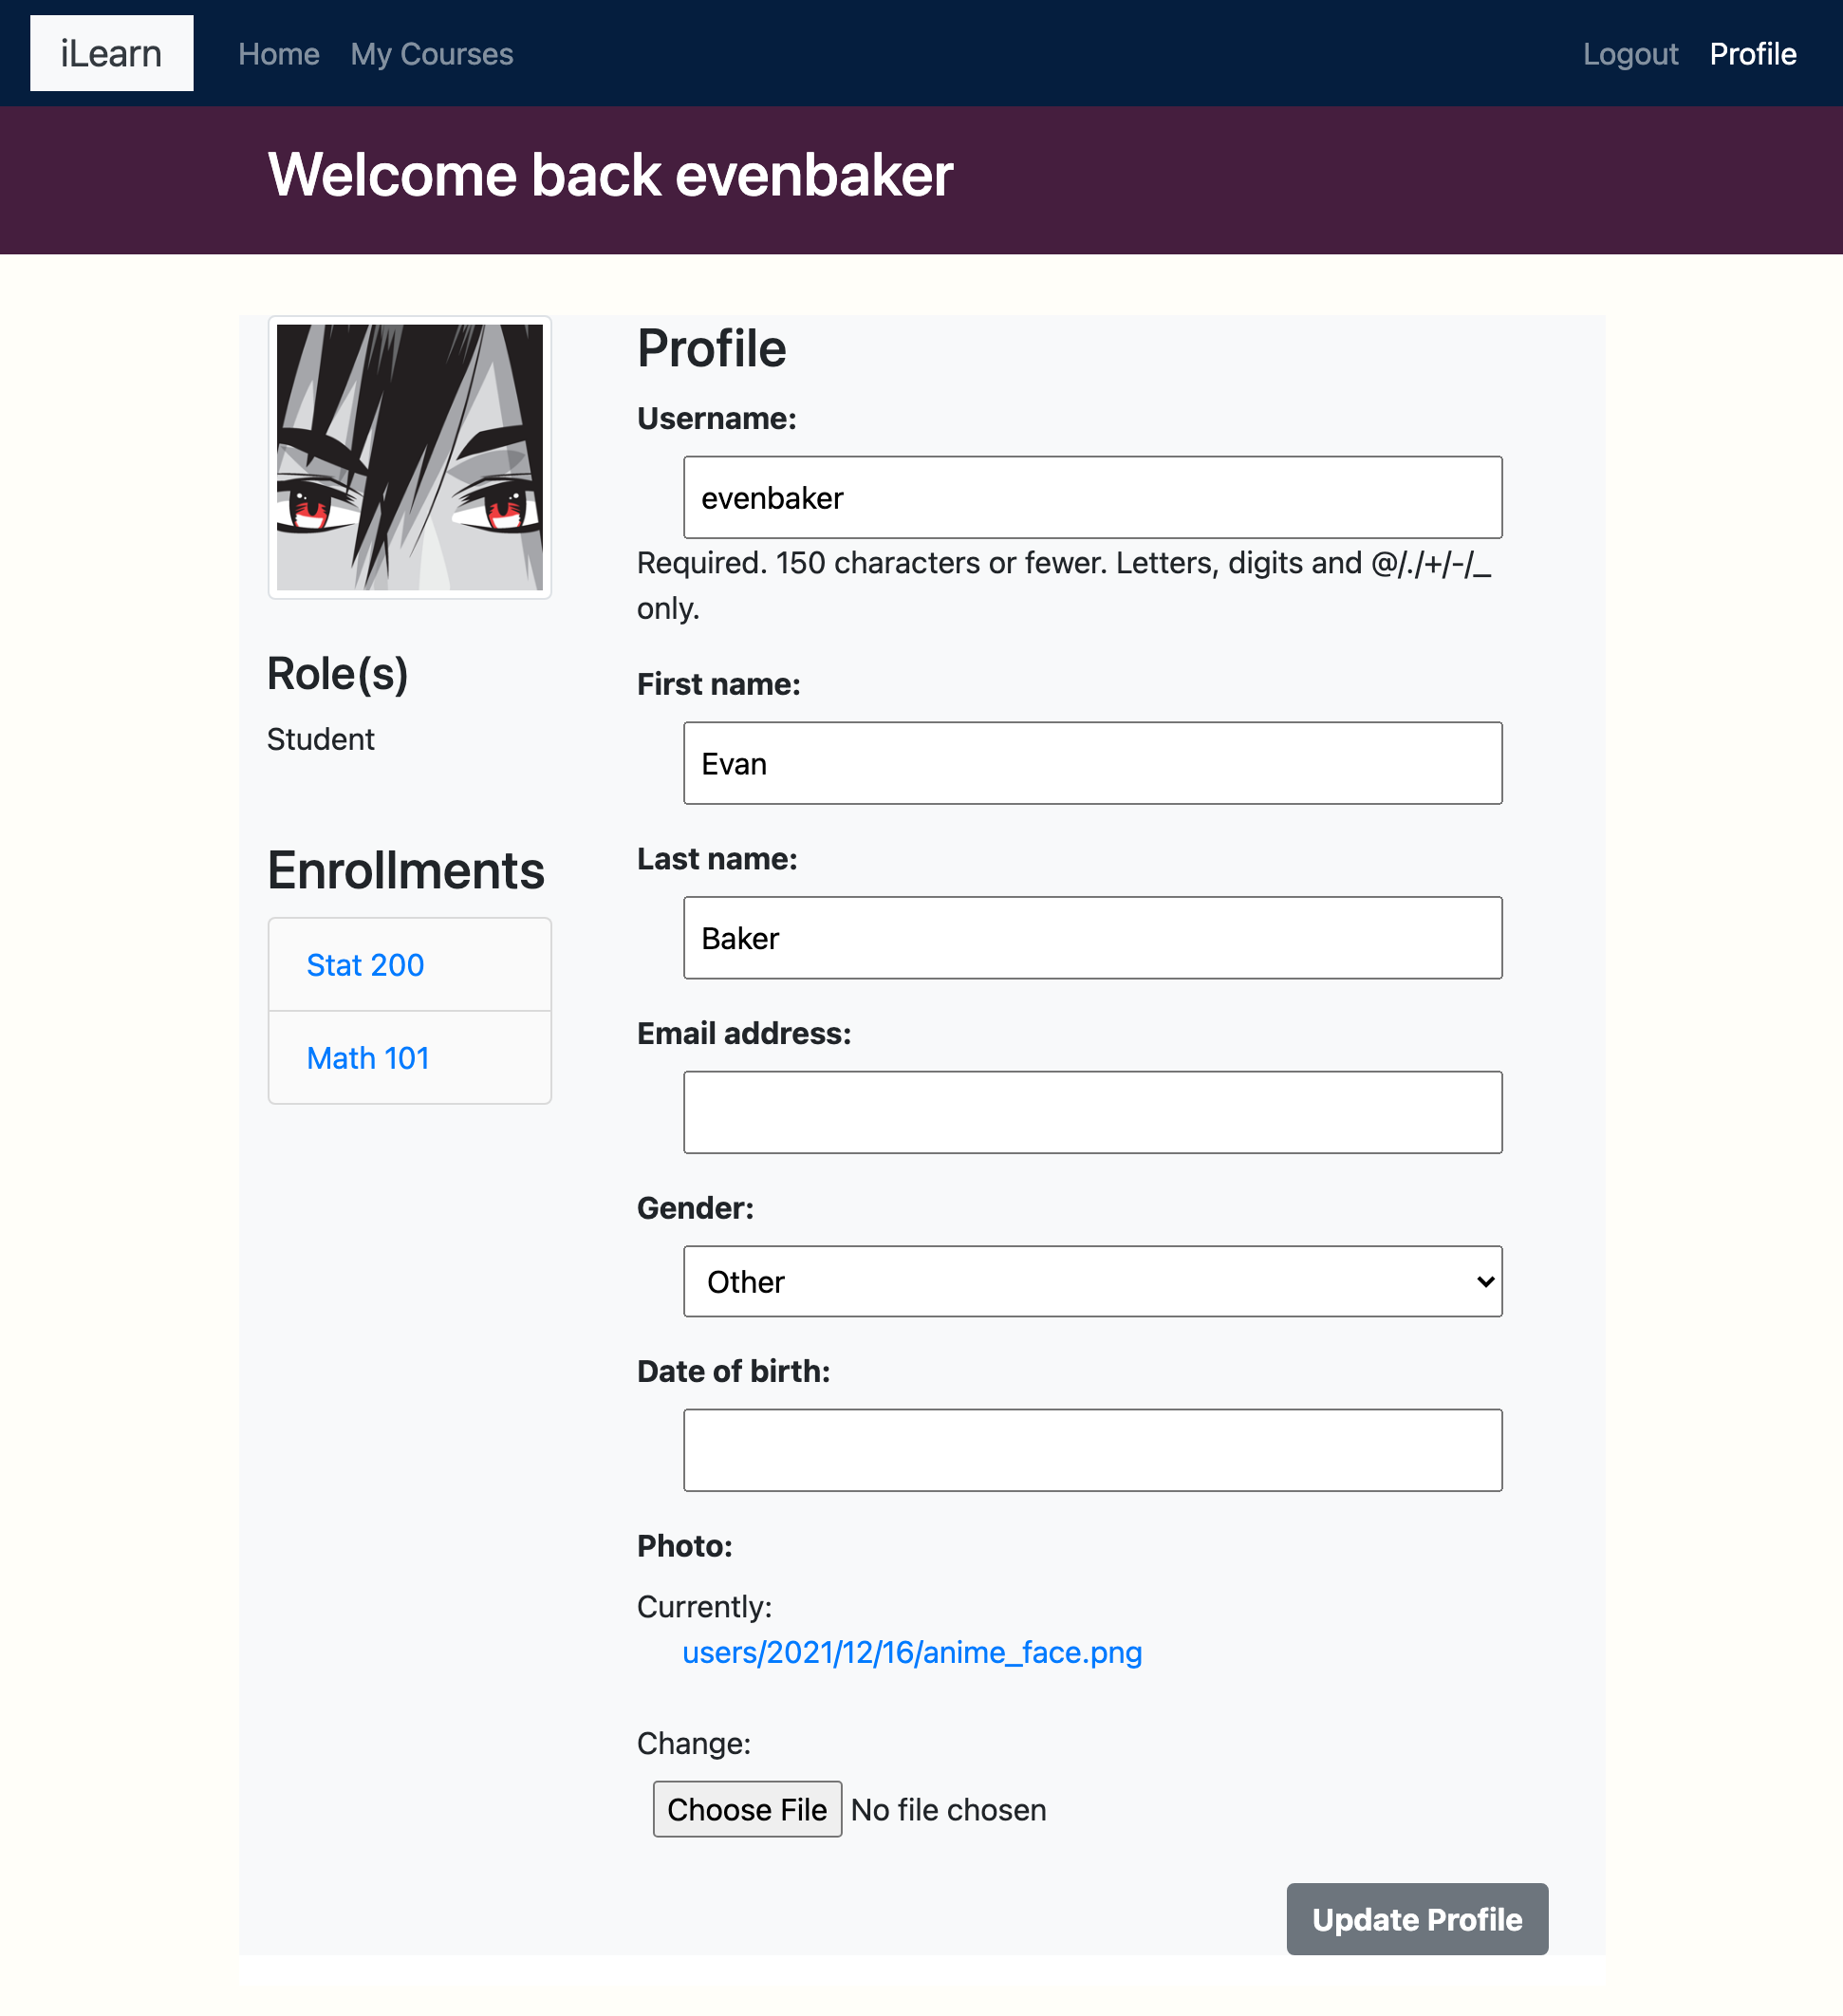 iLearn Home My Courses Logout Profile
Welcome back evenbaker
Role(s)
Student
Enrollments
Stat 200
Math 101
Profile
Username:
evenbaker
Required. 150 characters or fewer. Letters, digits and @/./+/-/_
only.
First name:
Evan
Last name:
Baker
Email address:
Gender:
Other
Date of birth:
Photo:
Currently:
users/2021/12/16/anime_face.png
Change:
Choose File No file chosen
Update Profile